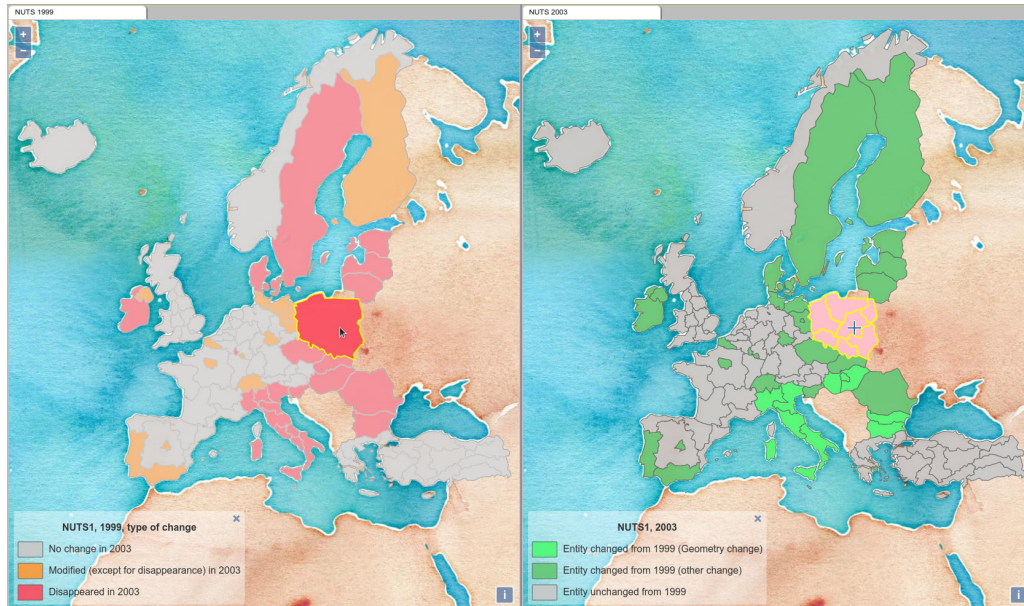 NUTS 1999
+
−
NUTS1, 1999, type of change
×
No change in 2003
Modified (except for disappearance) in 2003
Disappeared in 2003
i
NUTS 2003
+
−
NUTS1, 2003
×
Entity changed from 1999 (Geometry change)
Entity changed from 1999 (other change)
Entity unchanged from 1999
i